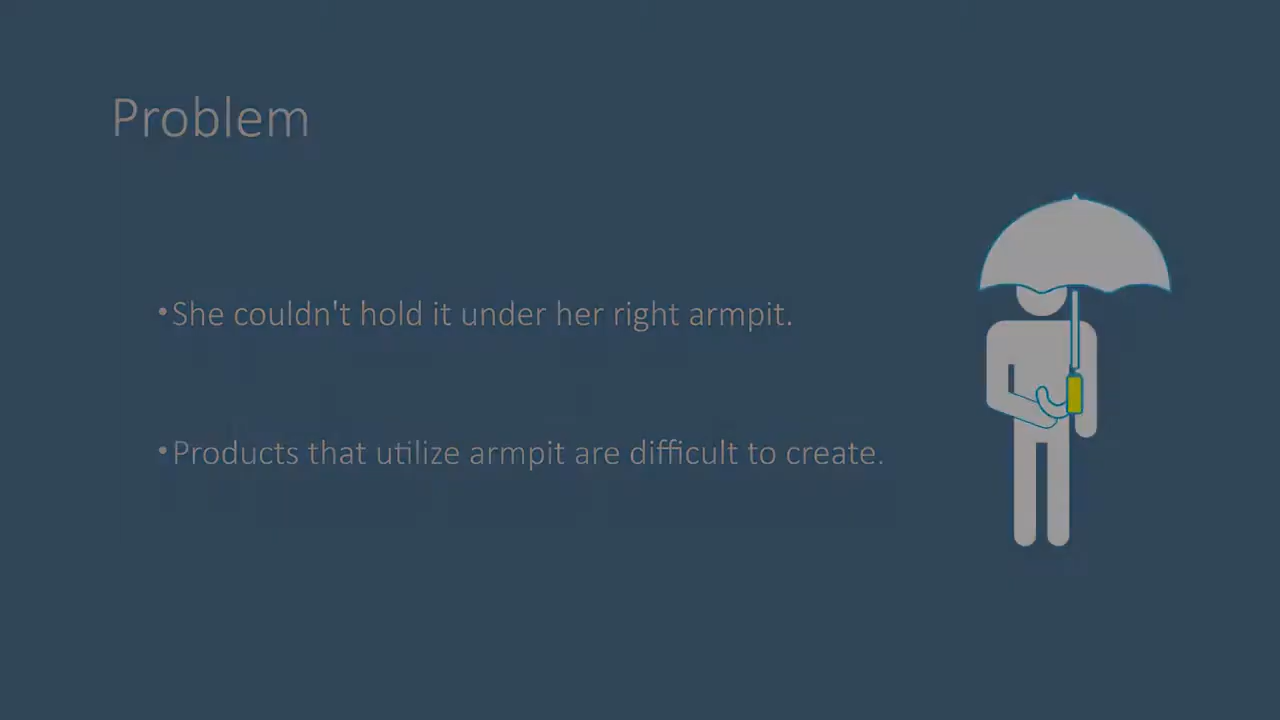 Problem
•She couldn't hold it under her right armpit.
•Products that utilize armpit are difficult to create.